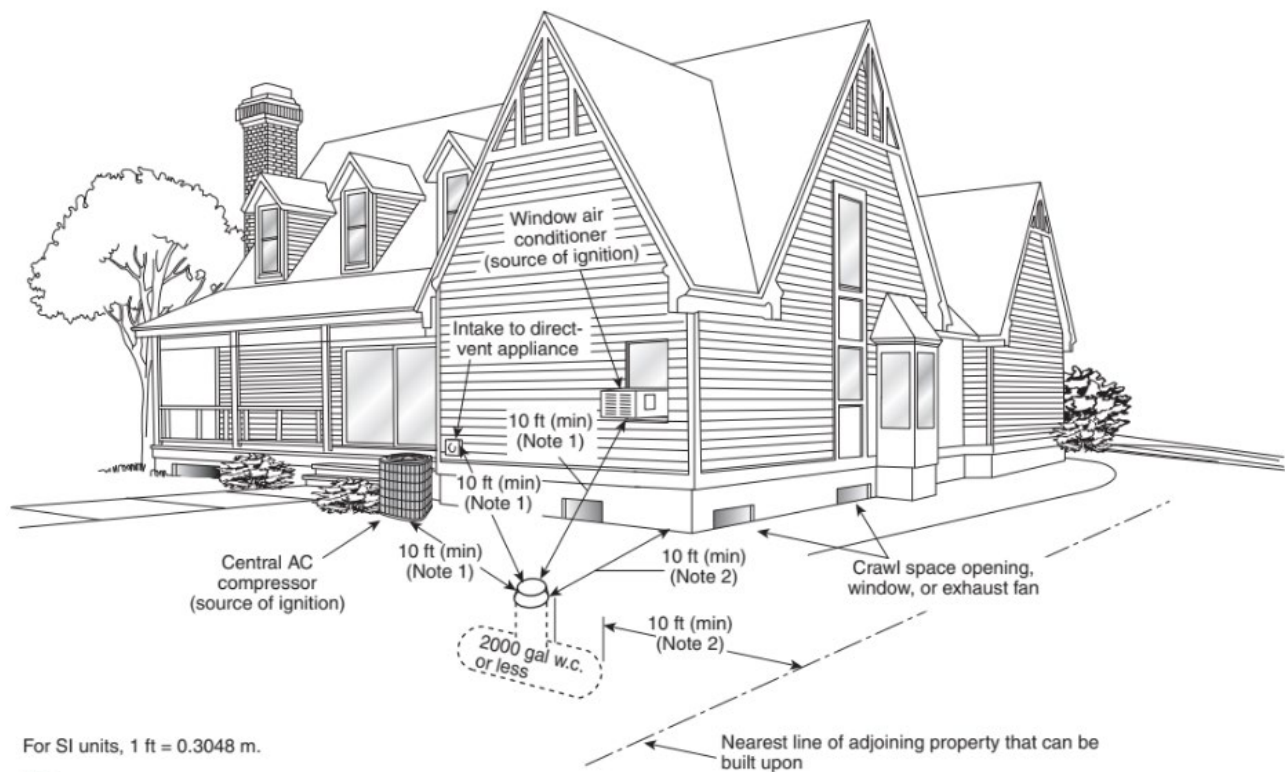 Window air
conditioner
(source of ignition)
Intake to direct-
vent appliance
10 ft (min)
(Note 1)
10 ft (min)
(Note 1)
10 ft (min)
(Note 1)
Central AC
compressor
(source of ignition)
10 ft (min)
(Note 2)
Crawl space opening,
window, or exhaust fan
10 ft (min)
(Note 2)
2000 gal w.c.
or less
For SI units, 1 ft = 0.3048 m.
Nearest line of adjoining property that can be
built upon